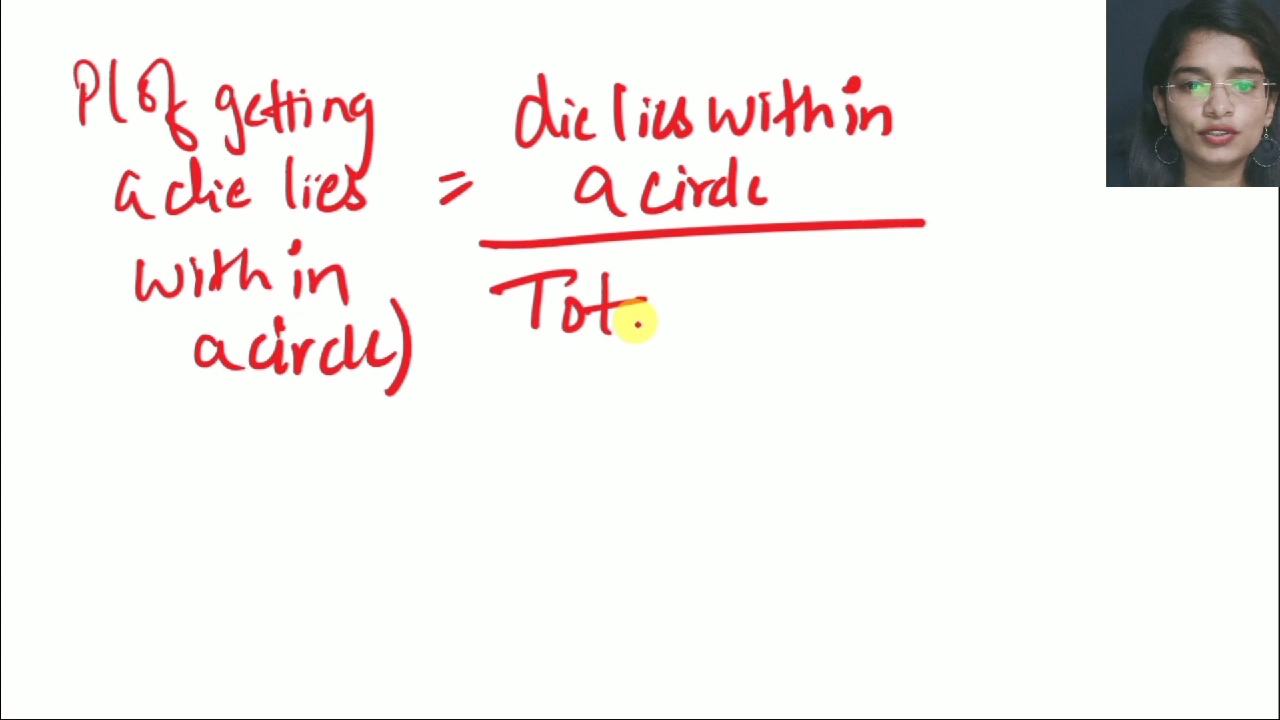 P( of getting
a die lies
with in
a circle)
=
die lies with in
a circle
Tot